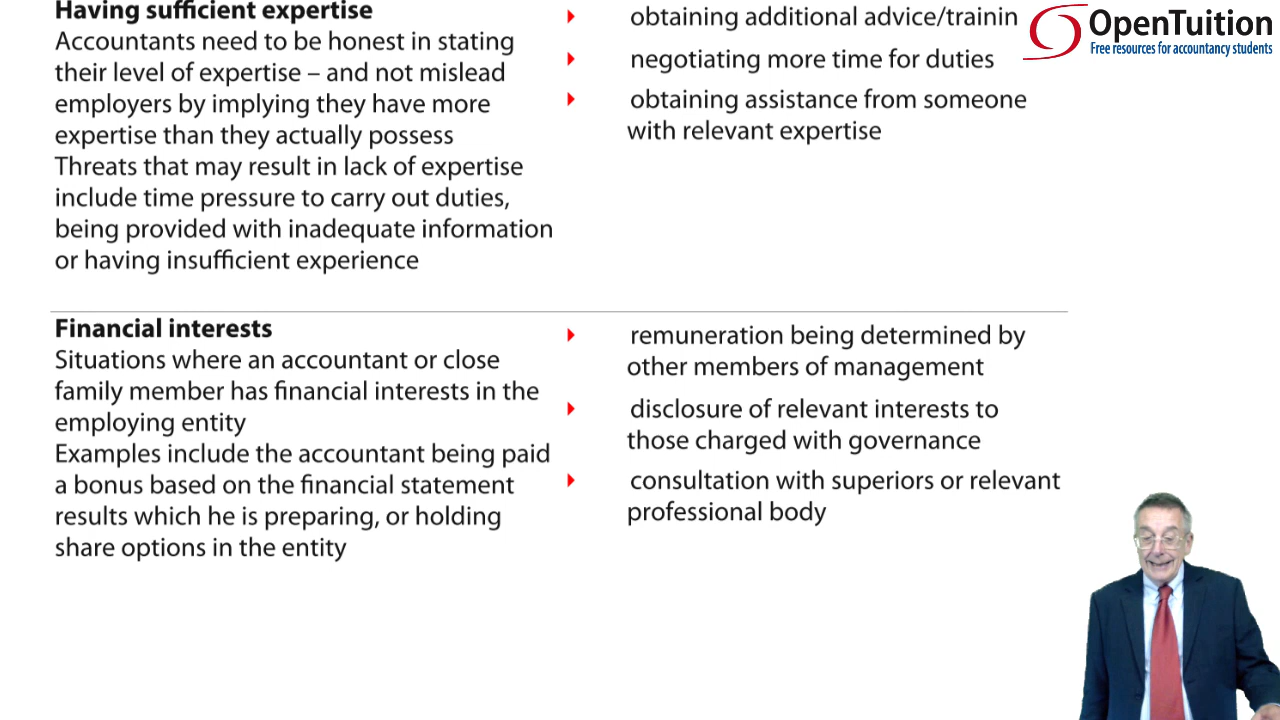 Having sufficient expertise
Accountants need to be honest in stating
their level of expertise – and not mislead
employers by implying they have more
expertise than they actually possess
Threats that may result in lack of expertise
include time pressure to carry out duties,
being provided with inadequate information
or having insufficient experience
obtaining additional advice/trainin
negotiating more time for duties
obtaining assistance from someone
with relevant expertise
OpenTuition
Free resources for accountancy students
Financial interests
Situations where an accountant or close
family member has financial interests in the
employing entity
Examples include the accountant being paid
a bonus based on the financial statement
results which he is preparing, or holding
share options in the entity
remuneration being determined by
other members of management
disclosure of relevant interests to
those charged with governance
consultation with superiors or relevant
professional body